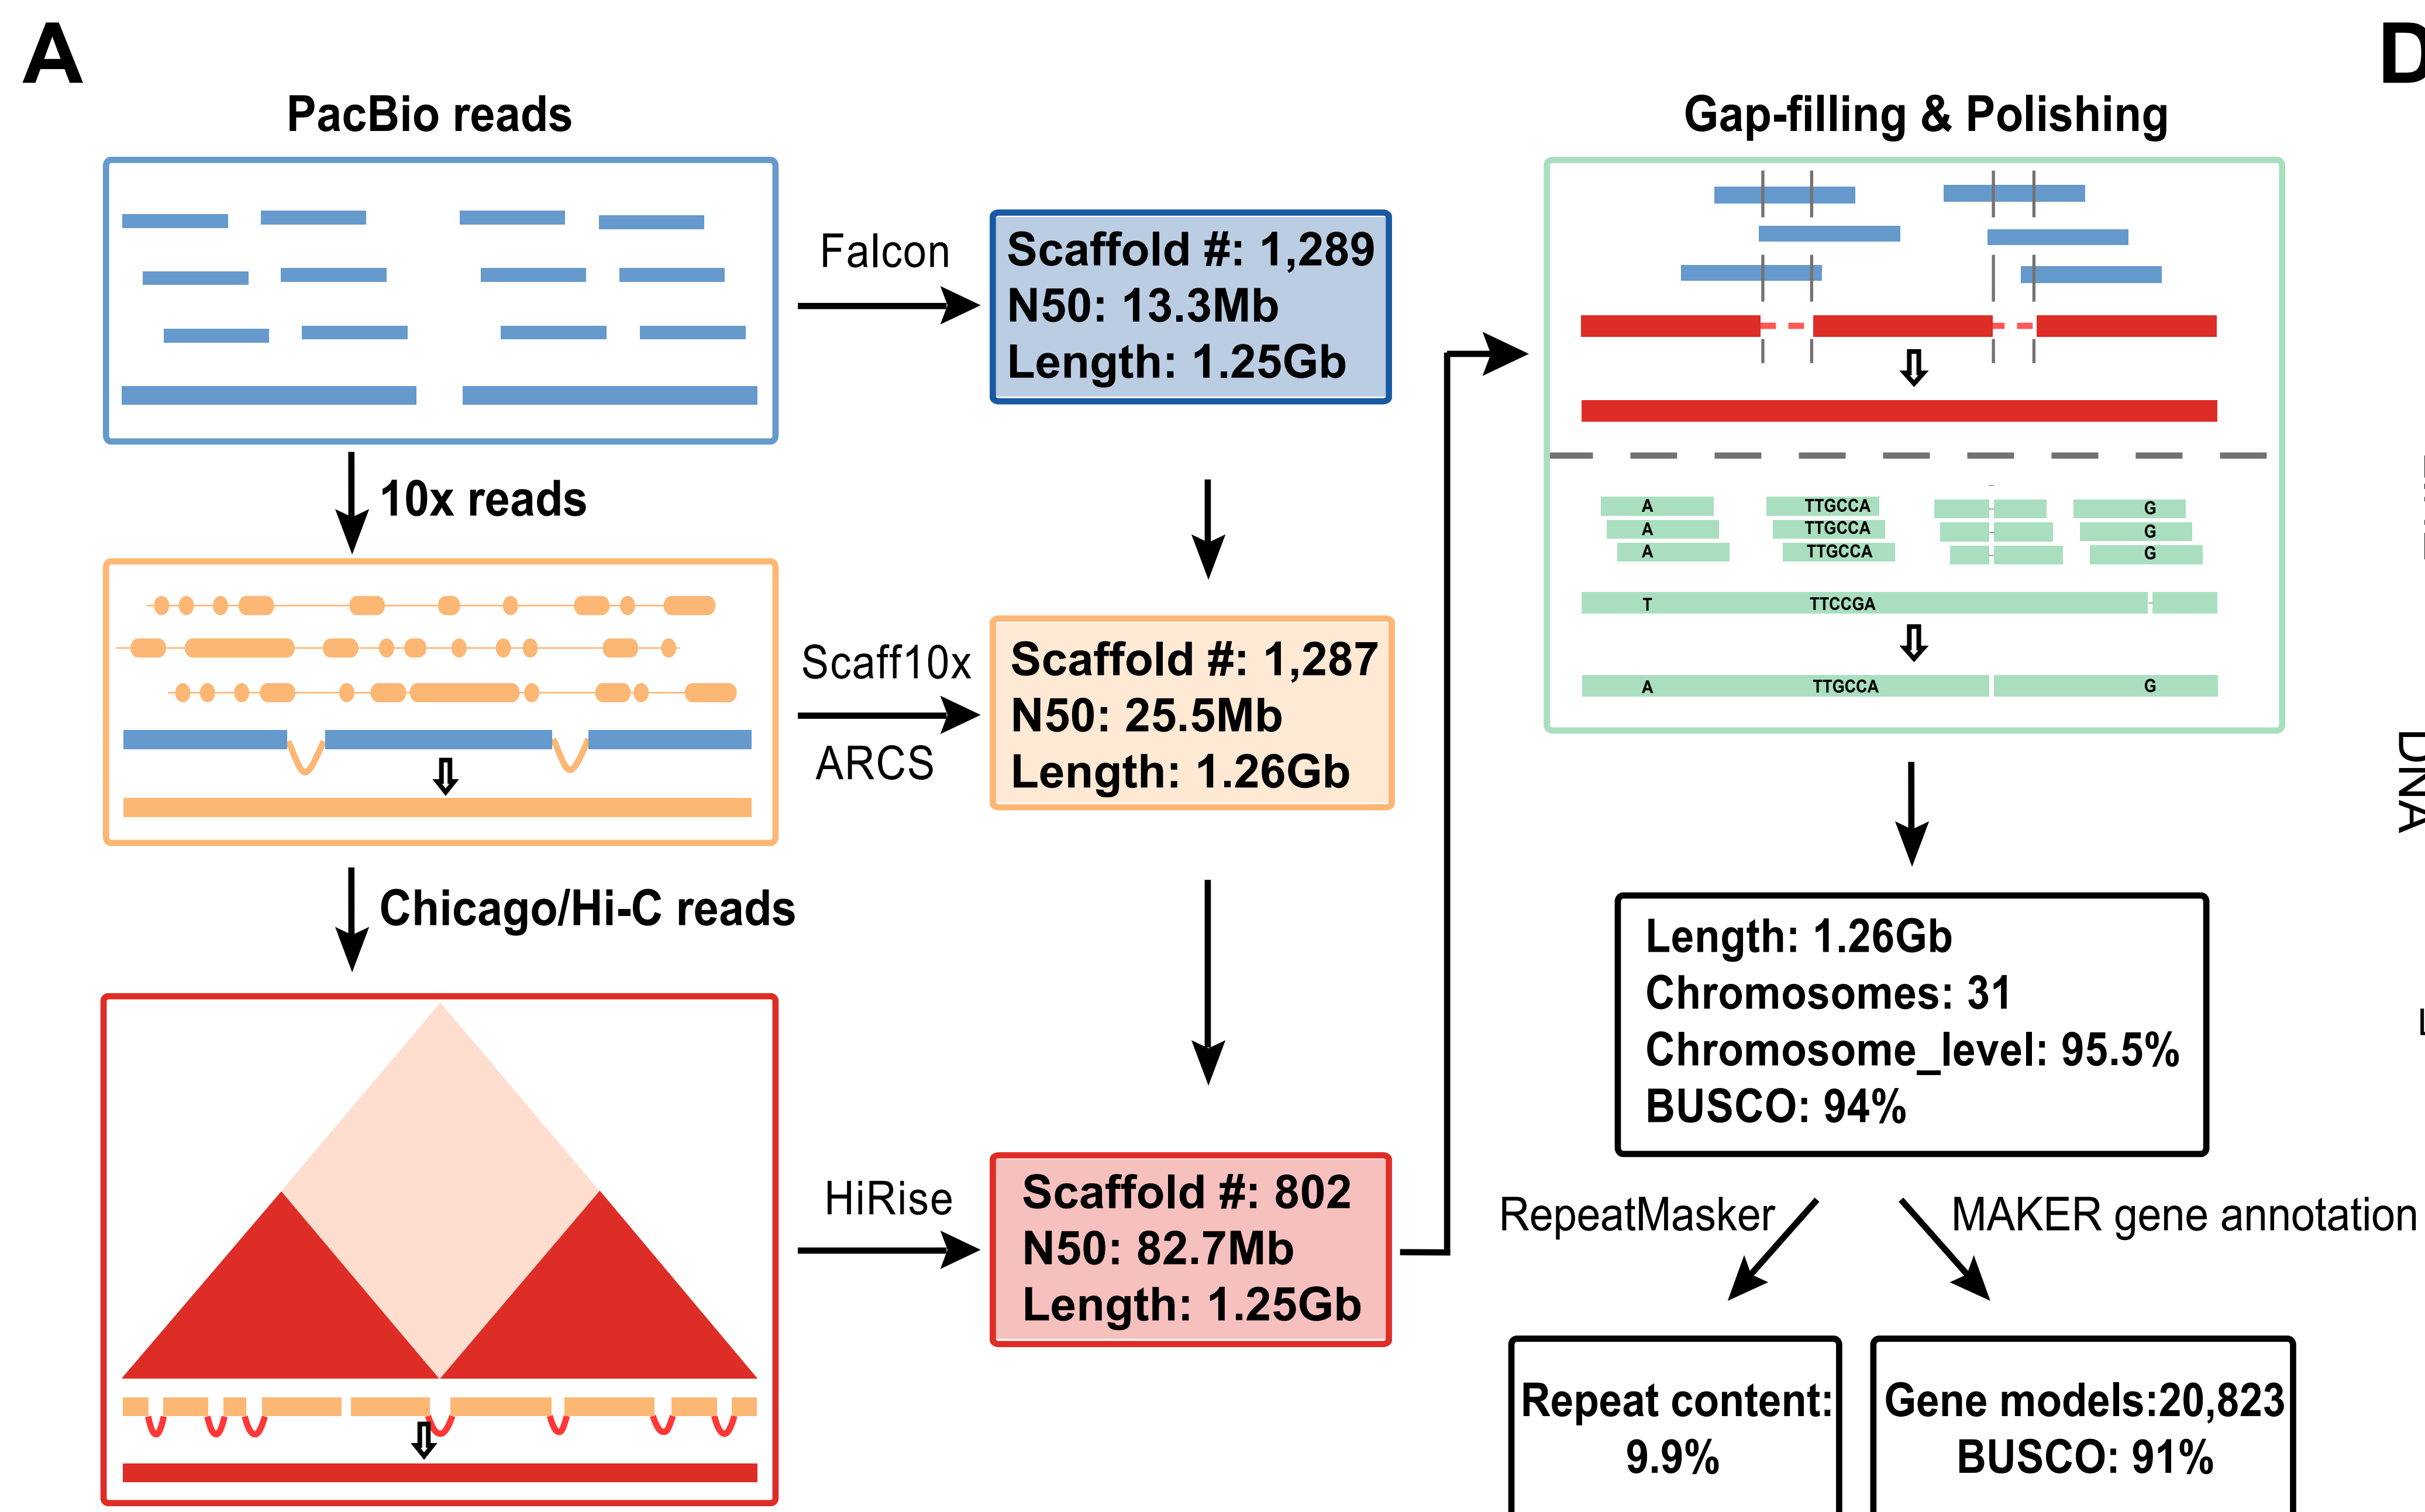 A
D
PacBio reads
Falcon
Scaffold #: 1,289
N50: 13.3Mb
Length: 1.25Gb
10x reads
Scaff10x
ARCS
Scaffold #: 1,287
N50: 25.5Mb
Length: 1.26Gb
Chicago/Hi-C reads
HiRise
Scaffold #: 802
N50: 82.7Mb
Length: 1.25Gb
Gap-filling & Polishing
A TTGCCA G
A TTGCCA G
A TTGCCA G
T TTCCGA
A TTGCCA G
Length: 1.26Gb
Chromosomes: 31
Chromosome_level: 95.5%
BUSCO: 94%
RepeatMasker
MAKER gene annotation
Repeat content:
9.9%
Gene models:20,823
BUSCO: 91%
DNA